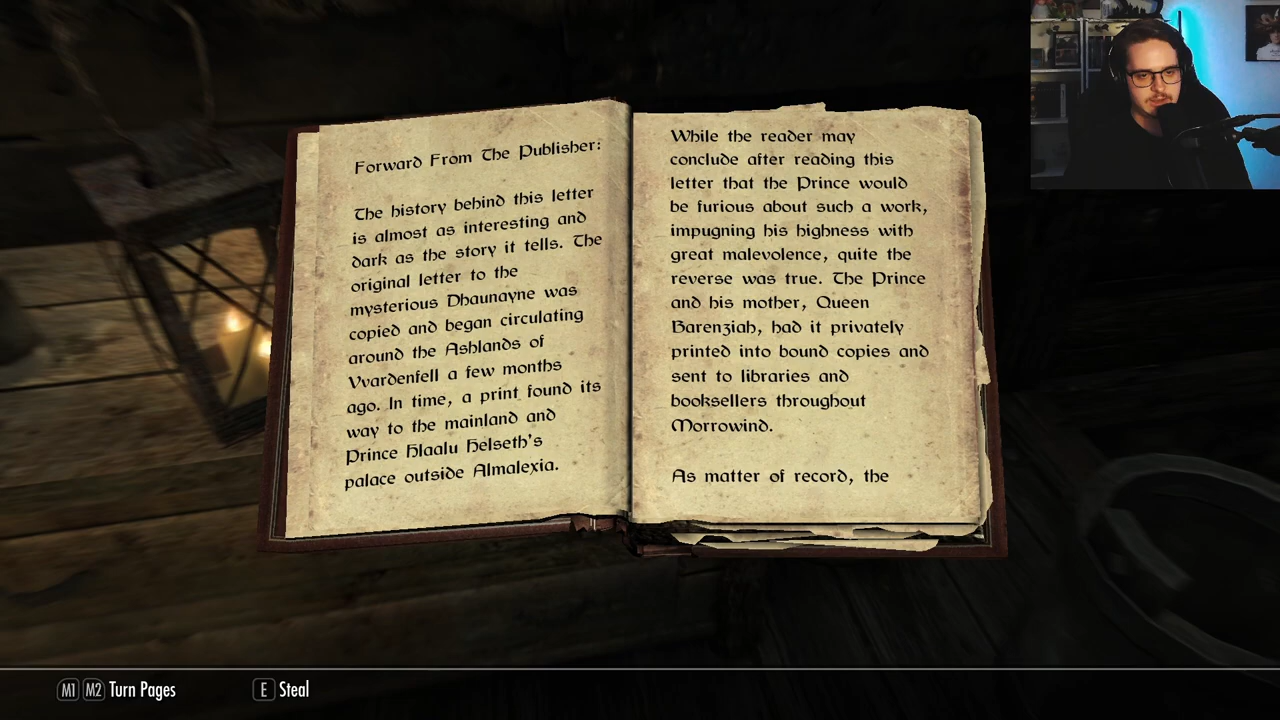 Forward From The Publisher:
The history behind this letter
is almost as interesting and
dark as the story it tells. The
original letter to the
mysterious Dhaunayne was
copied and began circulating
around the Ashlands of
Vvardenfell a few months
ago. In time, a print found its
way to the mainland and
Prince Hlaalu Helseth's
palace outside Almalexia.
While the reader may
conclude after reading this
letter that the Prince would
be furious about such a work,
impugning his highness with
great malevolence, quite the
reverse was true. The Prince
and his mother, Queen
Barenziah, had it privately
printed into bound copies and
sent to libraries and
booksellers throughout
Morrowind.
As matter of record, the
M1 M2 Turn Pages
E Steal